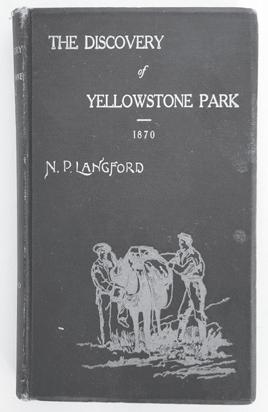 THE DISCOVERY
of
YELLOWSTONE PARK
1870
N. P. LANGFORD